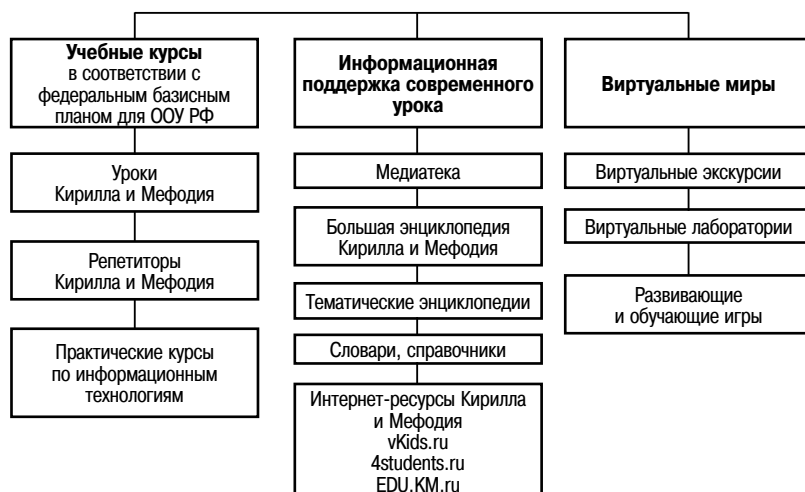 Учебные курсы
в соответствии с
федеральным базисным
планом для ООУ РФ
Уроки
Кирилла и Мефодия
Репетиторы
Кирилла и Мефодия
Практические курсы
по информационным
технологиям
Информационная
поддержка современного
урока
Медиатека
Большая энциклопедия
Кирилла и Мефодия
Тематические энциклопедии
Словари, справочники
Интернет-ресурсы Кирилла
и Мефодия
vKids.ru
4students.ru
EDU.KM.ru
Виртуальные миры
Виртуальные экскурсии
Виртуальные лаборатории
Развивающие
и обучающие игры